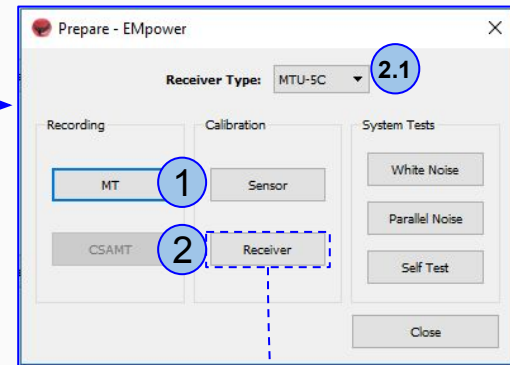 Prepare - EMpower
Receiver Type: MTU-5C 2.1
Recording
MT
CSAMT
1
2
Calibration
Sensor
Receiver
System Tests
White Noise
Parallel Noise
Self Test
Close